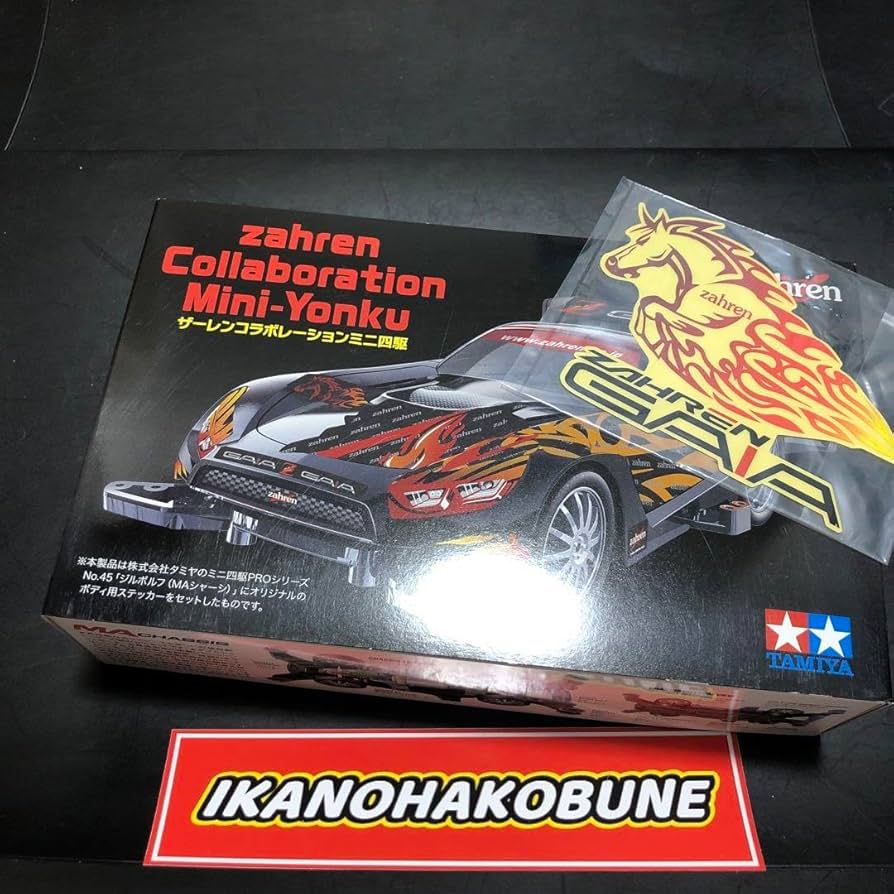 zahren
Collaboration
Mini-Yonku
ザーレンコラボレーションミニ四駆
zahren
zahren
ZAHREN
GAIA
www.zahren
GAIA GAIA
zahren
※本製品は株式会社タミヤのミニ四駆PROシリーズ
No.45「ジルボルフ(MAシャーシ)」にオリジナルの
ボディ用ステッカーをセットしたものです。
TAMIYA
MA CHASSIS
IKANOHAKOBUNE